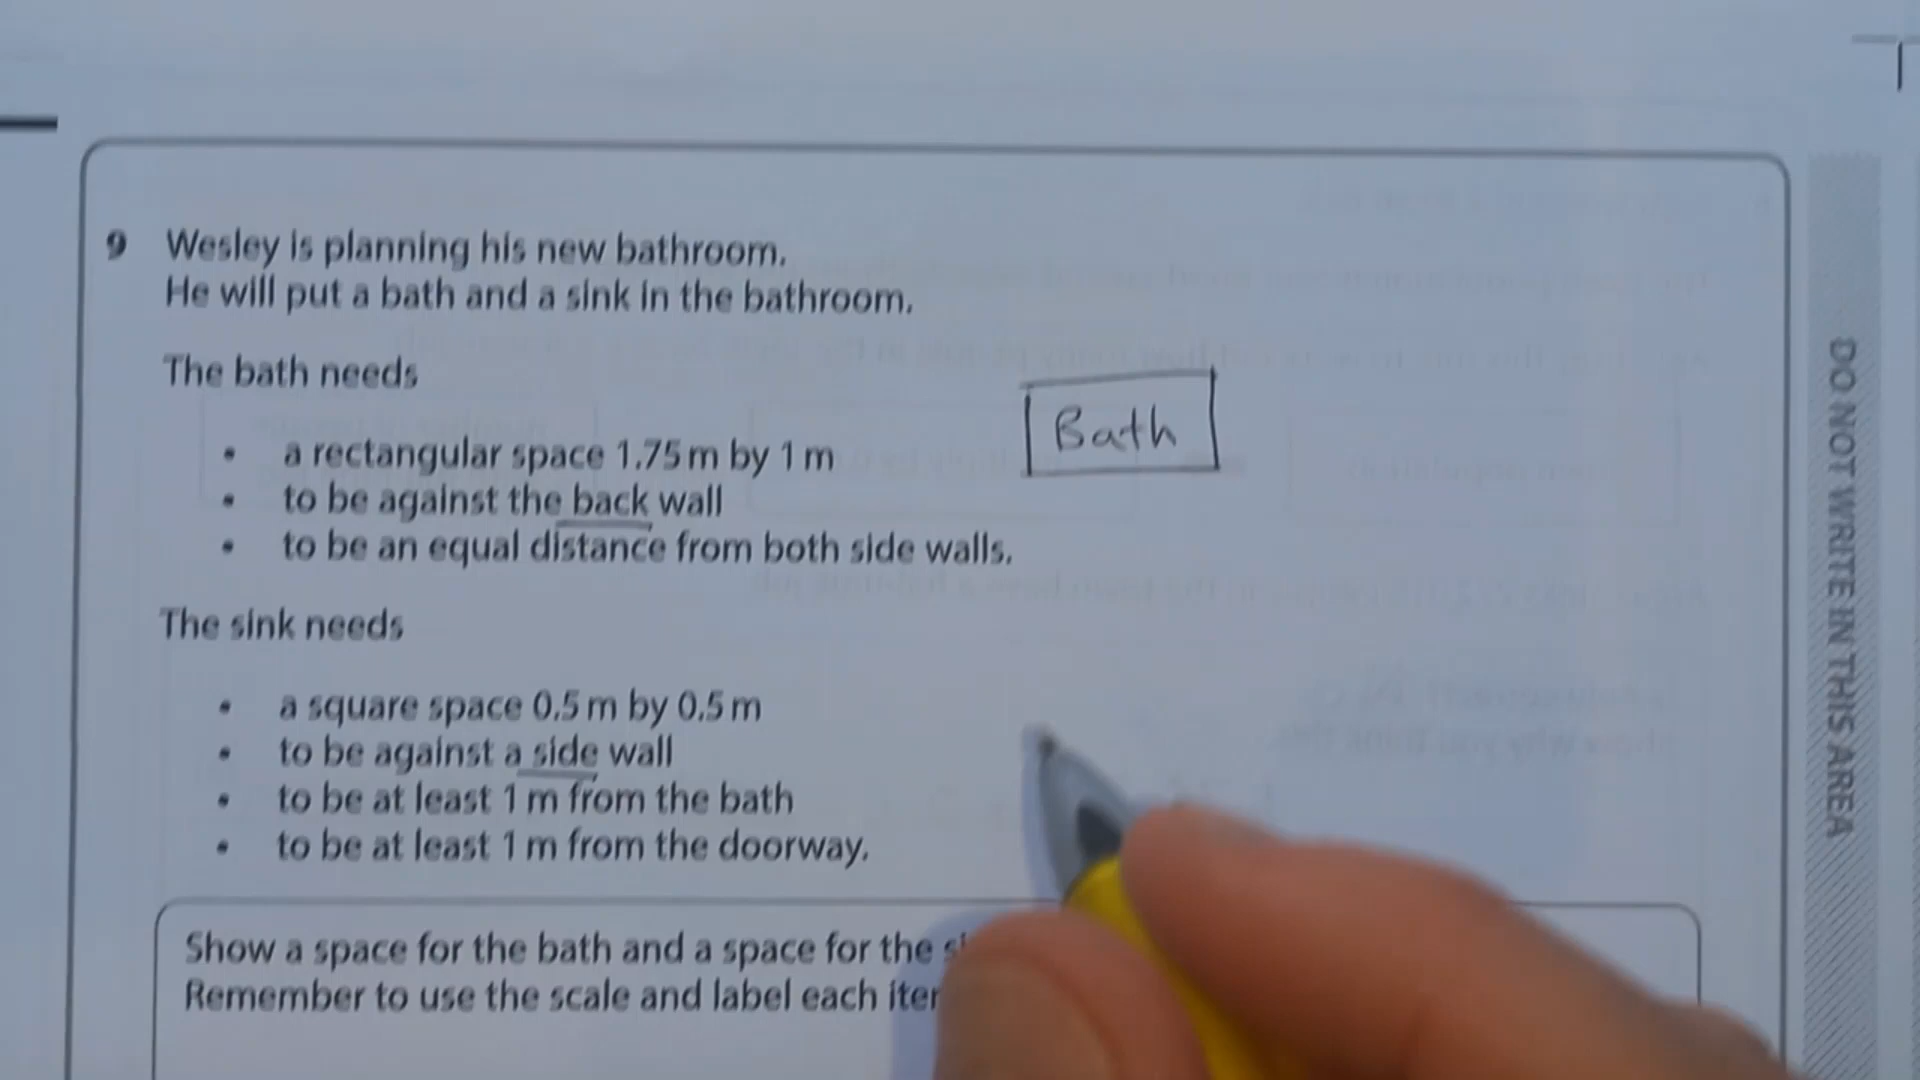 9 Wesley is planning his new bathroom.
He will put a bath and a sink in the bathroom.
The bath needs
• a rectangular space 1.75 m by 1 m
• to be against the back wall
• to be an equal distance from both side walls.
Bath
The sink needs
• a square space 0.5 m by 0.5 m
• to be against a side wall
• to be at least 1 m from the bath
• to be at least 1 m from the doorway.
Show a space for the bath and a space for the
Remember to use the scale and label each
DO NOT WRITE IN THIS AREA